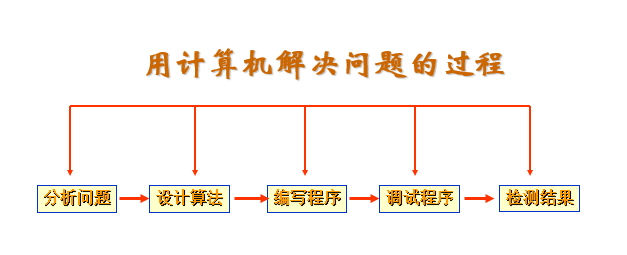 用计算机解决问题的过程
分析问题
设计算法
编写程序
调试程序
检测结果